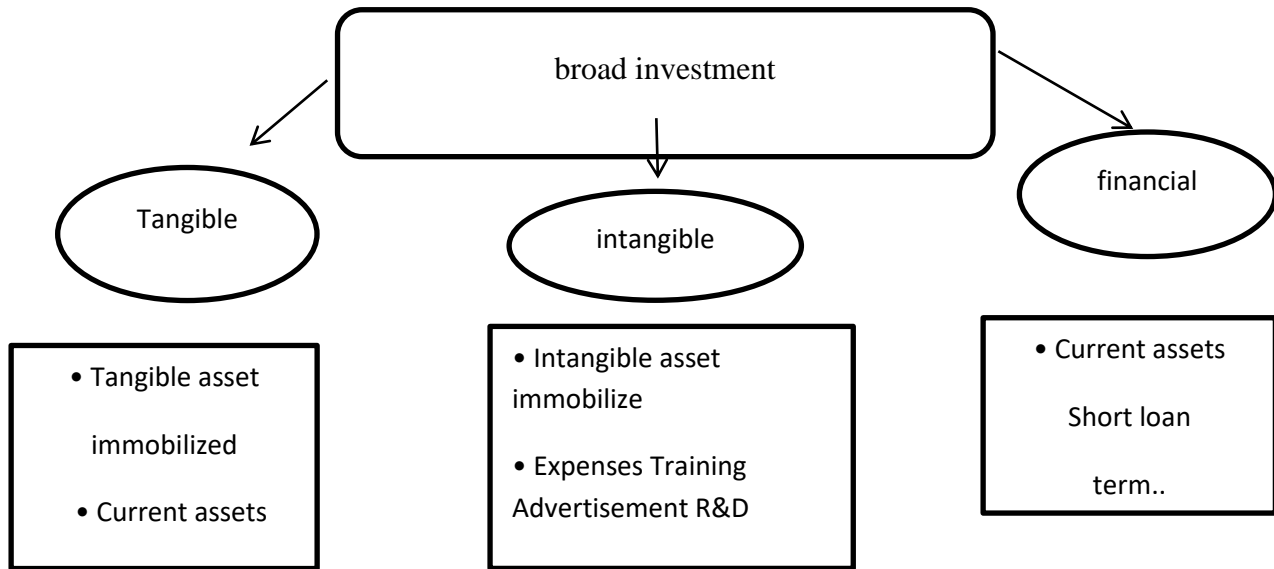 broad investment
Tangible
intangible
financial
• Tangible asset
immobilized
• Current assets
• Intangible asset
immobilize
• Expenses Training
Advertisement R&D
• Current assets
Short loan
term..